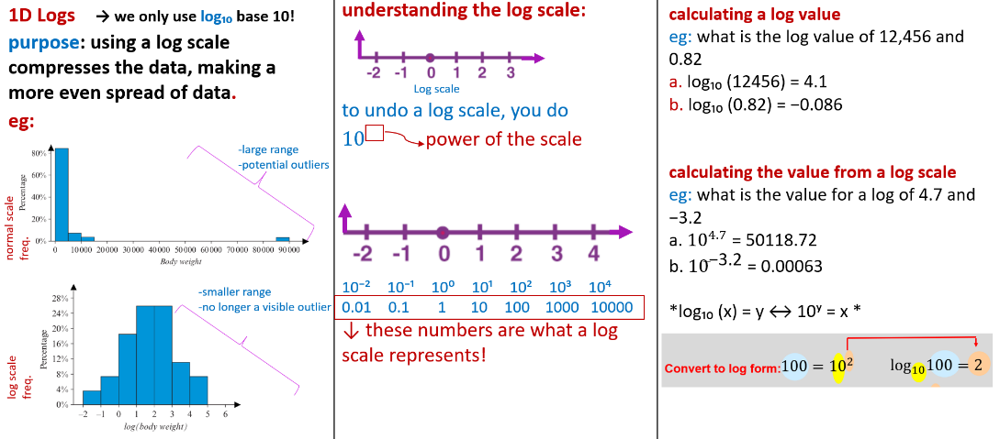 1D Logs → we only use log₁₀ base 10!
purpose: using a log scale
compresses the data, making a
more even spread of data.
eg:
-large range
-potential outliers
normal scale
freq.
Percentage
80%
60%
40%
20%
0%
0 10000 20000 30000 40000 50000 60000 70000 80000 90000
Body weight
-smaller range
-no longer a visible outlier
log scale
freq.
Percentage
28%
24%
20%
16%
12%
8%
4%
0%
-2 -1 0 1 2 3 4 5 6
log(body weight)
understanding the log scale:
-2 -1 0 1 2 3
Log scale
to undo a log scale, you do
10□ power of the scale
-2 -1 0 1 2 3 4
10⁻² 10⁻¹ 10⁰ 10¹ 10² 10³ 10⁴
0.01 0.1 1 10 100 1000 10000
↓ these numbers are what a log
scale represents!
calculating a log value
eg: what is the log value of 12,456 and
0.82
a. log₁₀ (12456) = 4.1
b. log₁₀ (0.82) = −0.086
calculating the value from a log scale
eg: what is the value for a log of 4.7 and
−3.2
a. 10^4.7 = 50118.72
b. 10^−3.2 = 0.00063
*log₁₀ (x) = y ↔ 10ʸ = x *
Convert to log form: 100 = 10² log₁₀ 100 = 2